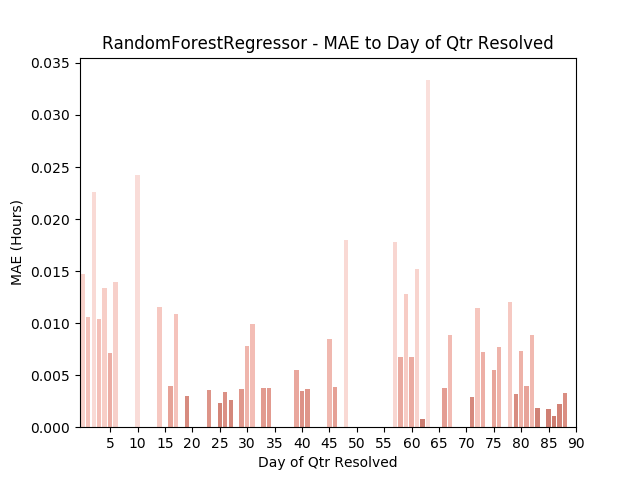 RandomForestRegressor - MAE to Day of Qtr Resolved
0.035
0.030
0.025
0.020
0.015
0.010
0.005
0.000
MAE (Hours)
5 10 15 20 25 30 35 40 45 50 55 60 65 70 75 80 85 90
Day of Qtr Resolved